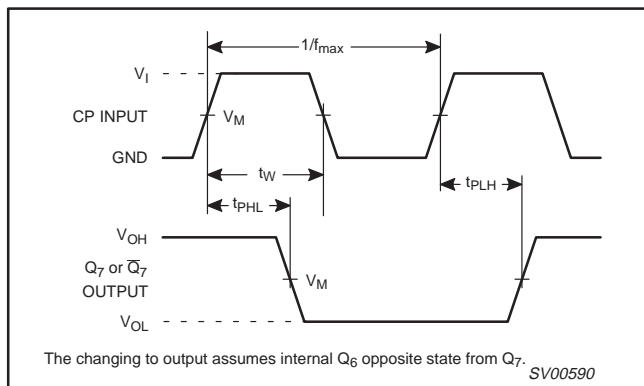 1/fmax
VI
CP INPUT
VM
GND
tW
tPLH
tPHL
VOH
Q7 or Q̅7
OUTPUT
VM
VOL
The changing to output assumes internal Q6 opposite state from Q7.
SV00590